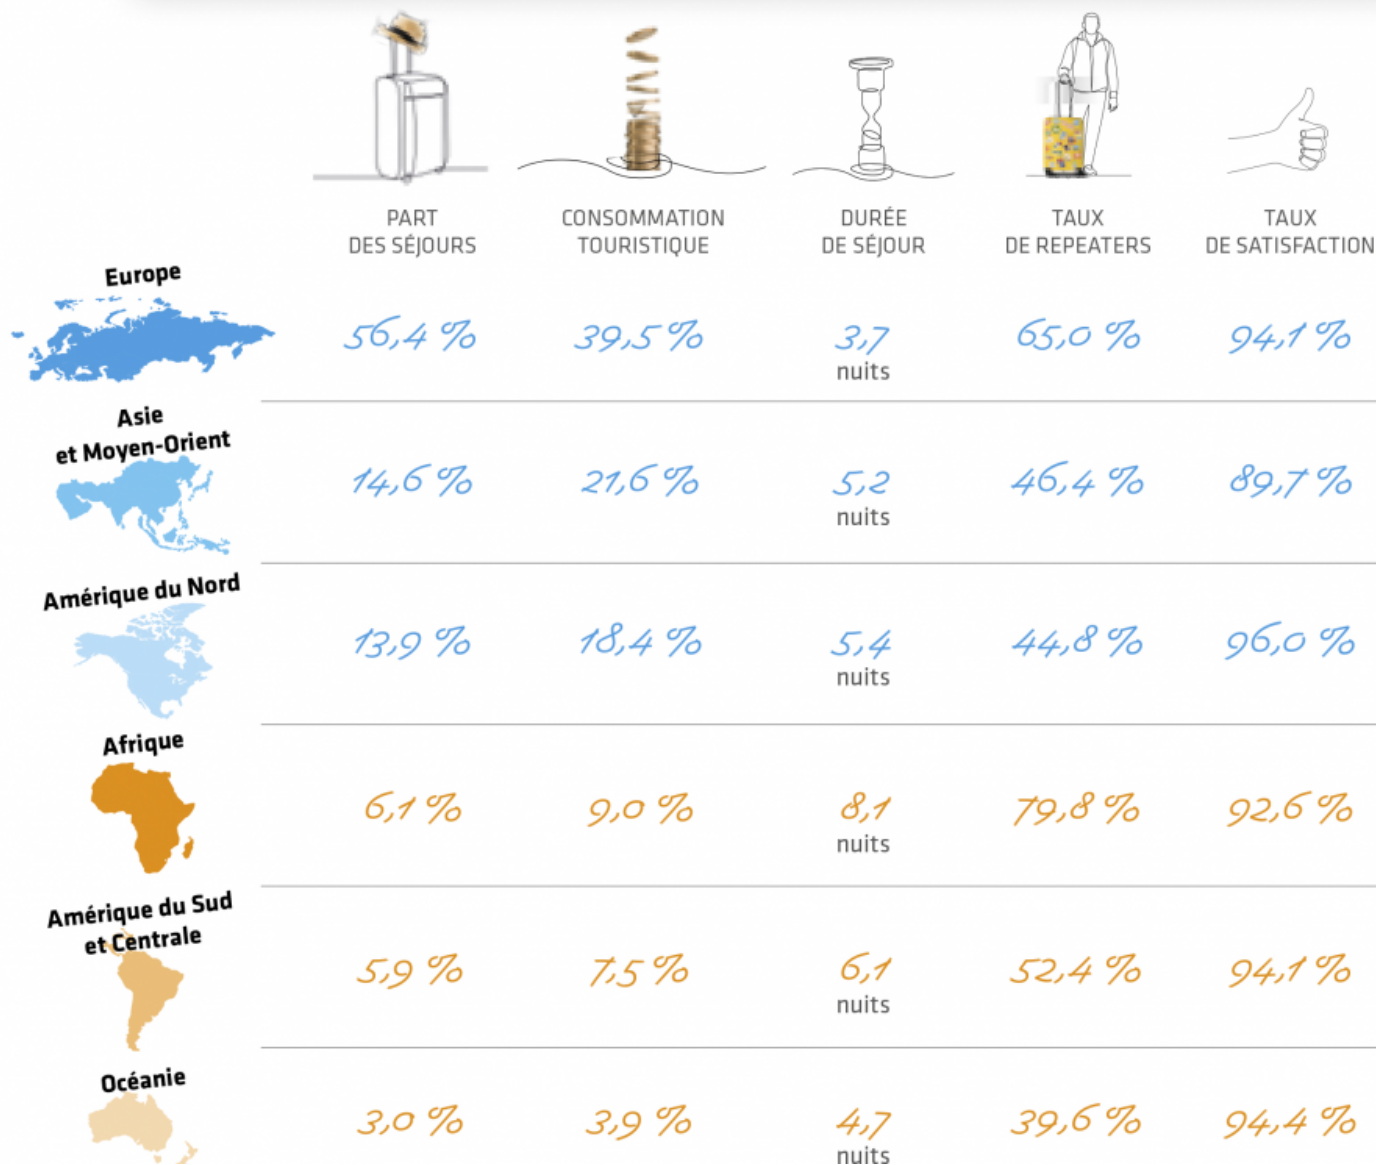 PART
DES SÉJOURS
CONSOMMATION
TOURISTIQUE
DURÉE
DE SÉJOUR
TAUX
DE REPEATERS
TAUX
DE SATISFACTION
Europe
56,4 %
39,5 %
3,7
nuits
65,0 %
94,1 %
Asie
et Moyen-Orient
14,6 %
21,6 %
5,2
nuits
46,4 %
89,7 %
Amérique du Nord
13,9 %
18,4 %
5,4
nuits
44,8 %
96,0 %
Afrique
6,1 %
9,0 %
8,1
nuits
79,8 %
92,6 %
Amérique du Sud
et Centrale
5,9 %
7,5 %
6,1
nuits
52,4 %
94,1 %
Océanie
3,0 %
3,9 %
4,7
nuits
39,6 %
94,4 %